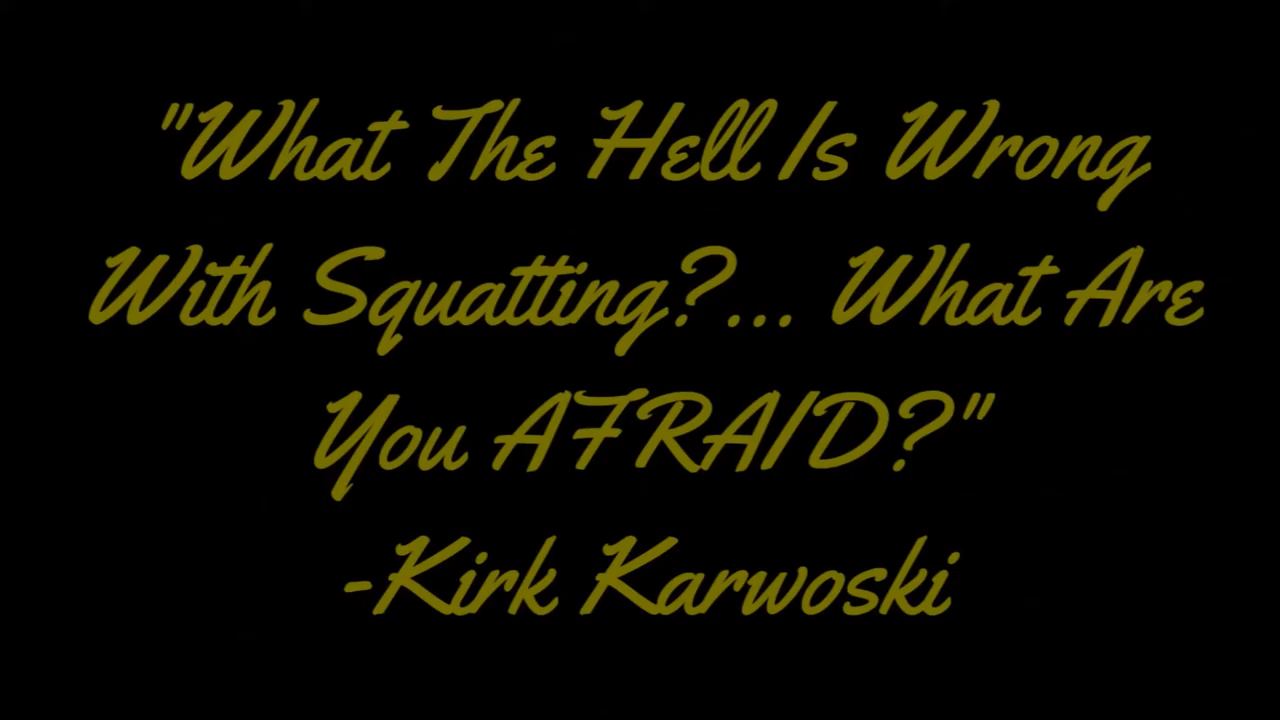 "What The Hell Is Wrong
With Squatting?... What Are
You AFRAID?"
-Kirk Karwoski